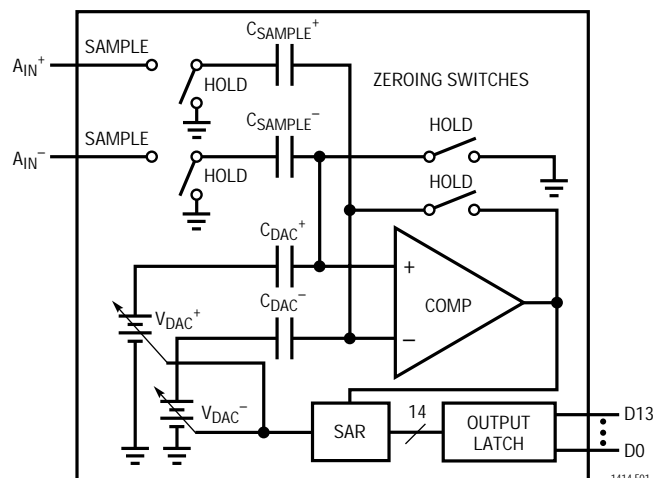 CSAMPLE+
SAMPLE
AIN+
HOLD
ZEROING SWITCHES
CSAMPLE–
SAMPLE
AIN–
HOLD
HOLD
HOLD
CDAC+
+
COMP
CDAC–
VDAC+
–
VDAC–
SAR
14
OUTPUT
LATCH
D13
D0
1414 F01